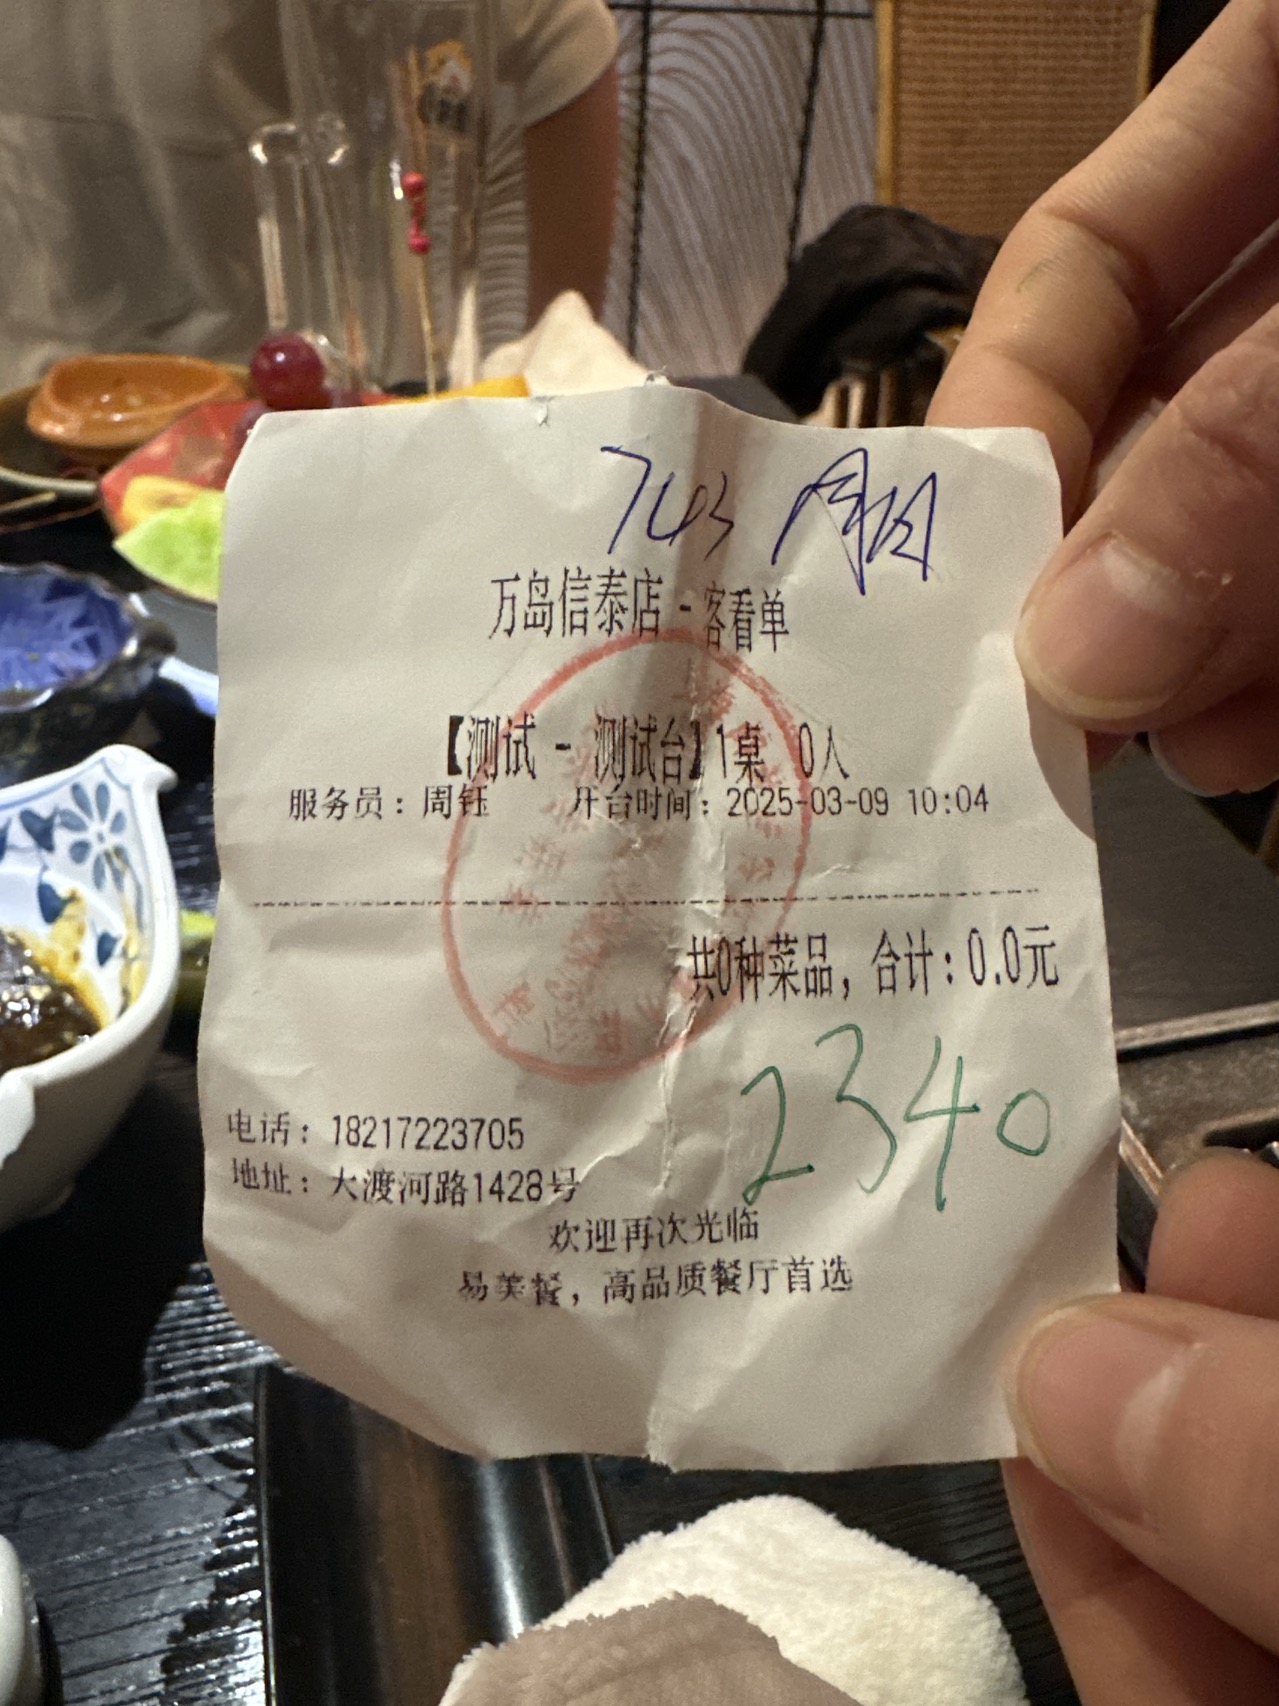 743
万岛信泰店 - 客看单
【测试 - 测试台】1桌 0人
服务员：周钰 开台时间：2025-03-09 10:04
共0种菜品，合计：0.0元
2340
电话：18217223705
地址：大渡河路1428号
欢迎再次光临
易美餐，高品质餐厅首选